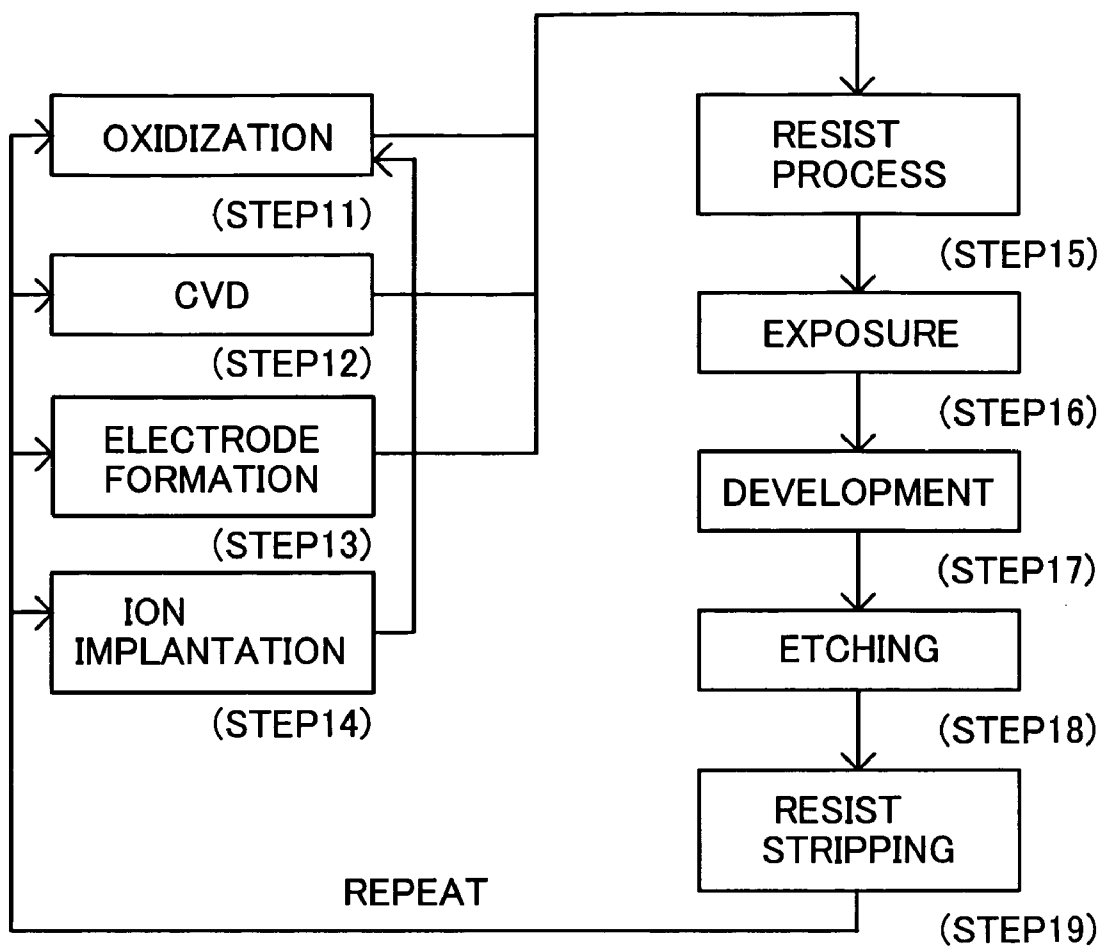 OXIDIZATION
(STEP11)
CVD
(STEP12)
ELECTRODE
FORMATION
(STEP13)
ION
IMPLANTATION
(STEP14)
RESIST
PROCESS
(STEP15)
EXPOSURE
(STEP16)
DEVELOPMENT
(STEP17)
ETCHING
(STEP18)
RESIST
STRIPPING
(STEP19)
REPEAT